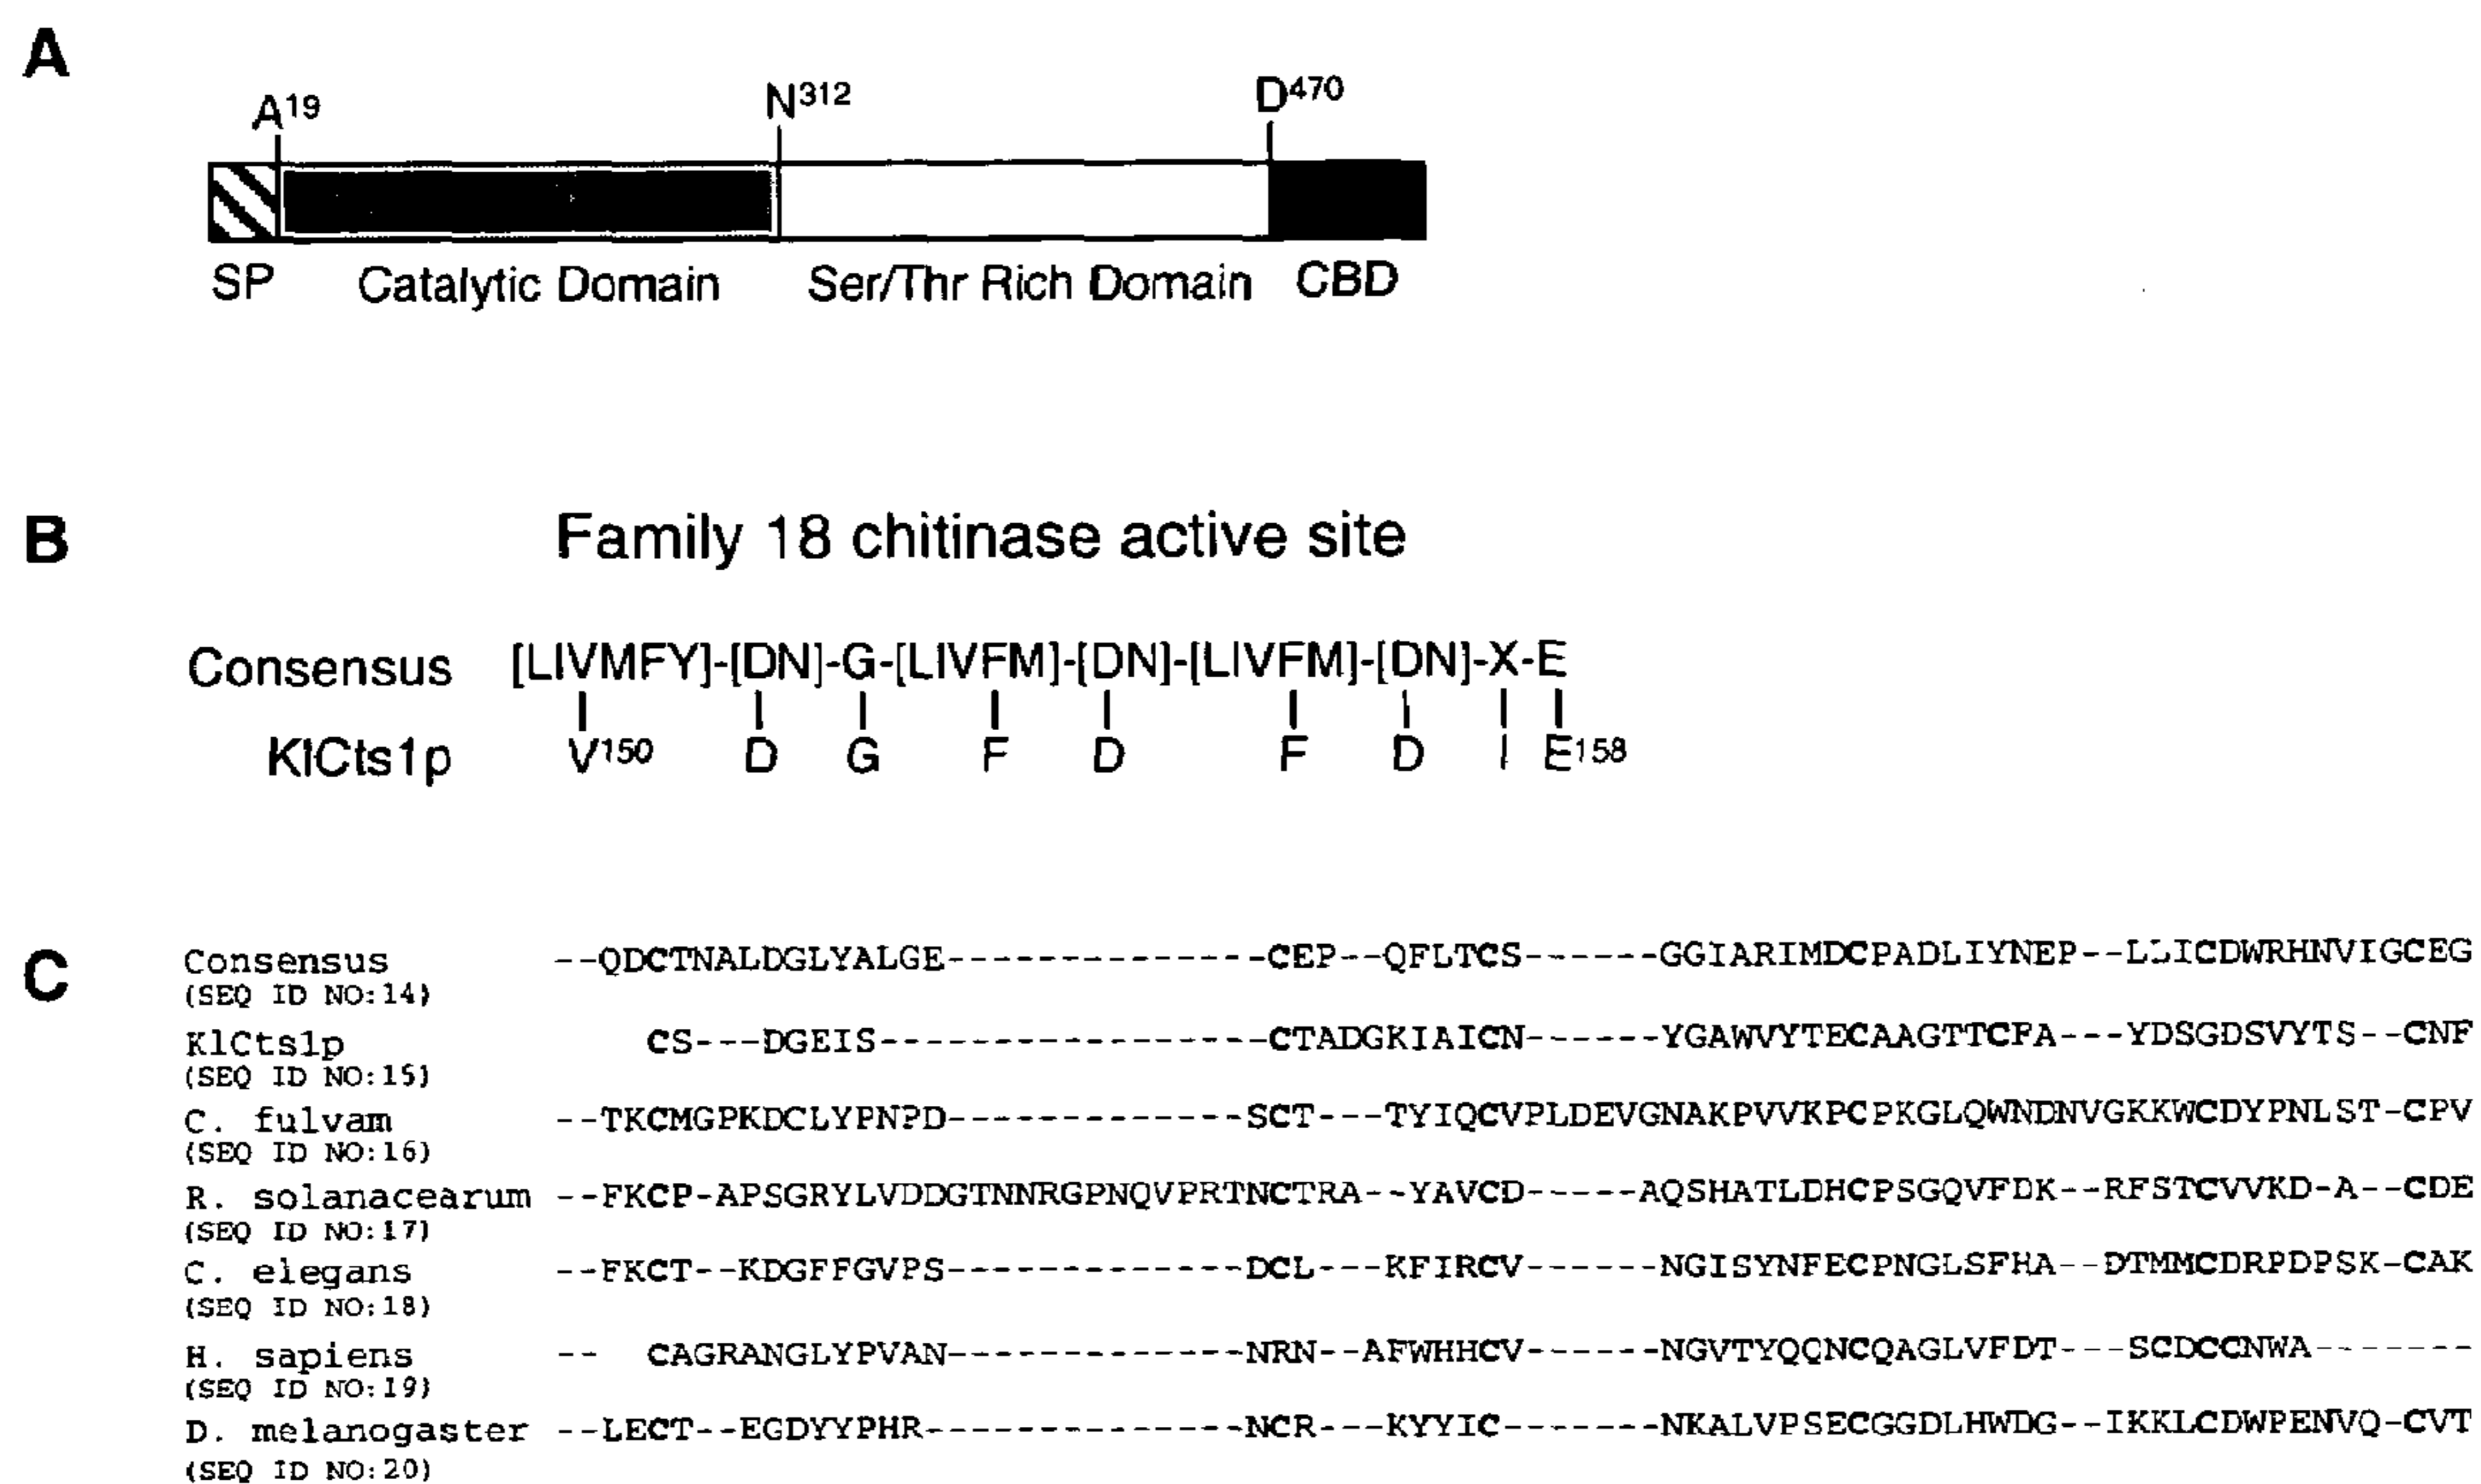 A
A19 N312 D470
SP Catalytic Domain Ser/Thr Rich Domain CBD
B
Family 18 chitinase active site
Consensus [LIVMFY]-[DN]-G-[LIVFM]-[DN]-[LIVFM]-[DN]-X-E
KlCts1p V150 D G F D F D I E158
C
Consensus --QDCTNALDGLYALGE--------------CEP--QFLTCS------GGIARIMDCPADLIYNEP--LLICDWRHNVIGCEG
(SEQ ID NO:14)
KlCts1p CS---DGEIS-----------------CTADGKIAICN------YGAWVYTECAAGTTCFA---YDSGDSVYTS--CNF
(SEQ ID NO:15)
C. fulvam --TKCMGPKDCLYPNPD-------------SCT---TYIQCVPLDEVGNAKPVVKPCPKGLQWNDNVGKKWCDYPNLST-CPV
(SEQ ID NO:16)
R. solanacearum --FKCP-APSGRYLVDDGTNNRGPNQVPRTNCTRA--YAVCD-----AQSHATLDHCPSGQVFDK--RFSTCVVKD-A--CDE
(SEQ ID NO:17)
C. elegans --FKCT--KDGFFGVPS-------------DCL---KFIRCV------NGISYNFECPNGLSFHA--DTMMCDRPDPSK-CAK
(SEQ ID NO:18)
H. sapiens -- CAGRANGLYPVAN-------------NRN--AFWHHCV------NGVTYQQNCQAGLVFDT---SCDCCNWA-------
(SEQ ID NO:19)
D. melanogaster --LECT--EGDYYPHR--------------NCR---KYYIC-------NKALVPSECGGDLHWDG--IKKLCDWPENVQ-CVT
(SEQ ID NO:20)